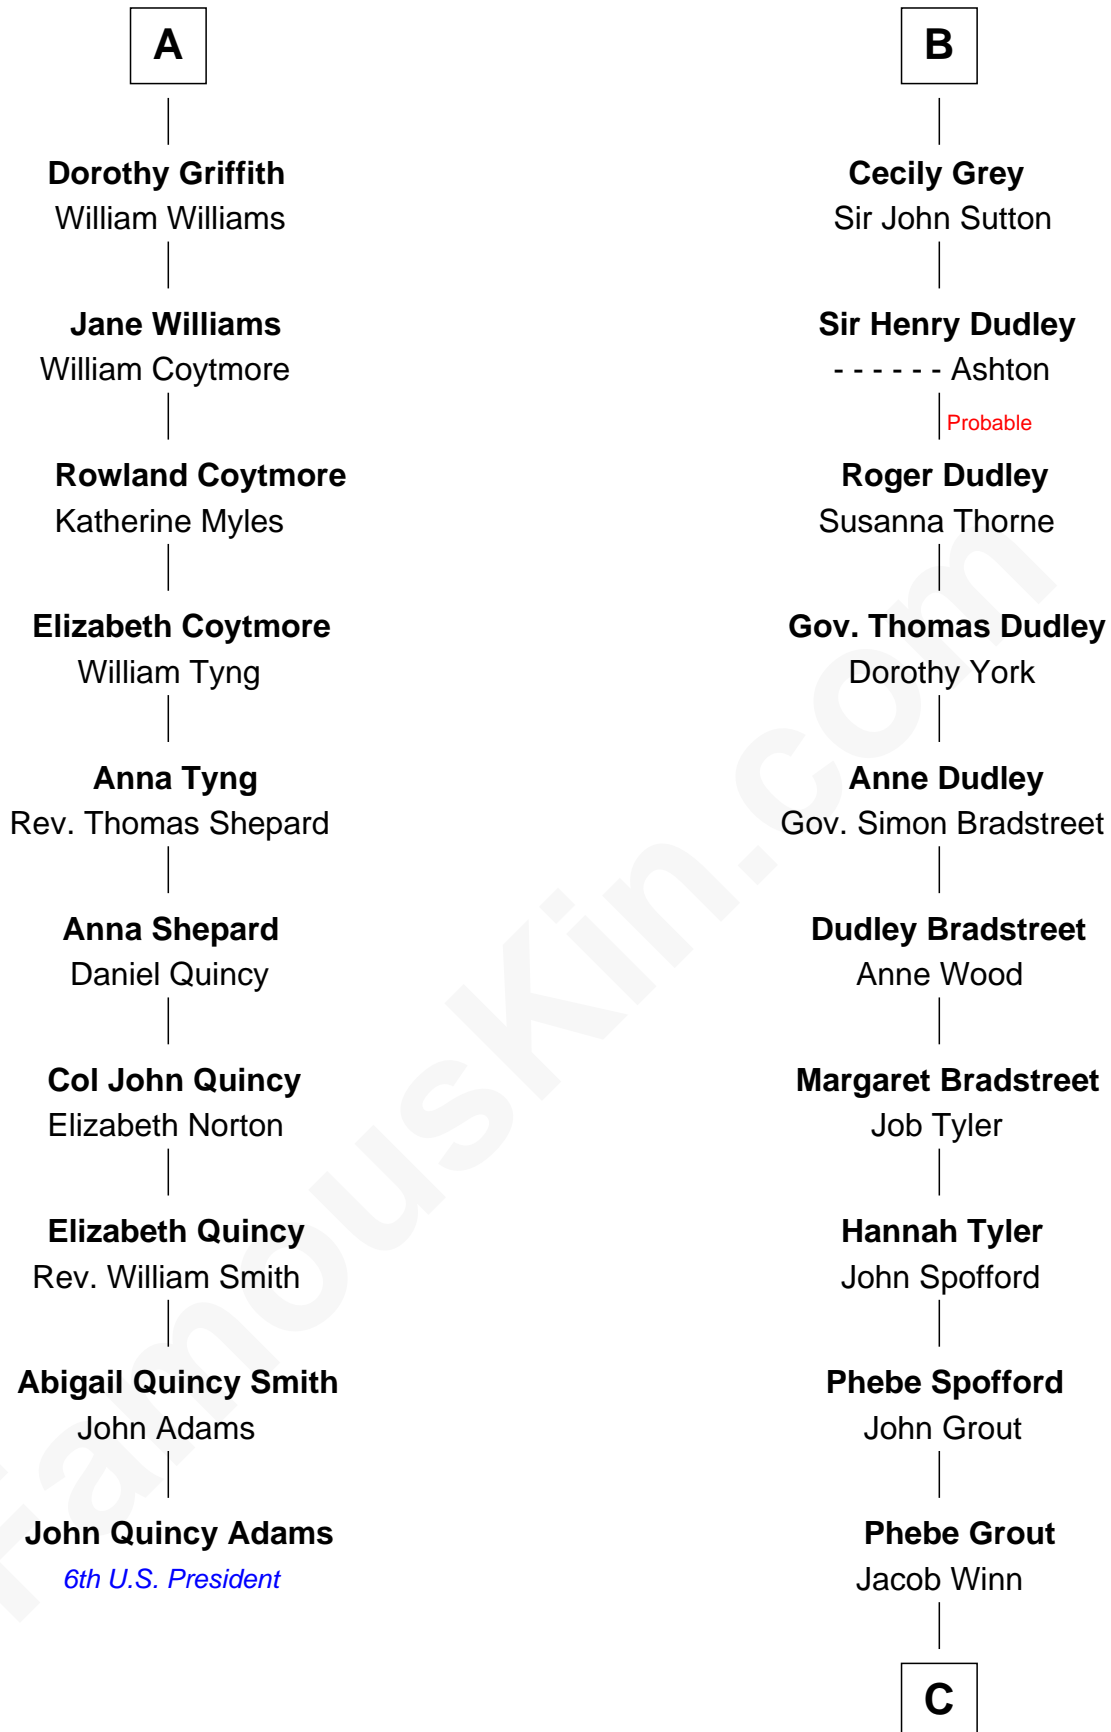 A
Dorothy Griffith
William Williams
Jane Williams
William Coytmore
Rowland Coytmore
Katherine Myles
Elizabeth Coytmore
William Tyng
Anna Tyng
Rev. Thomas Shepard
Anna Shepard
Daniel Quincy
Col John Quincy
Elizabeth Norton
Elizabeth Quincy
Rev. William Smith
Abigail Quincy Smith
John Adams
John Quincy Adams
6th U.S. President
B
Cecily Grey
Sir John Sutton
Sir Henry Dudley
- - - - - - Ashton
Probable
Roger Dudley
Susanna Thorne
Gov. Thomas Dudley
Dorothy York
Anne Dudley
Gov. Simon Bradstreet
Dudley Bradstreet
Anne Wood
Margaret Bradstreet
Job Tyler
Hannah Tyler
John Spofford
Phebe Spofford
John Grout
Phebe Grout
Jacob Winn
C
FamousKin.com